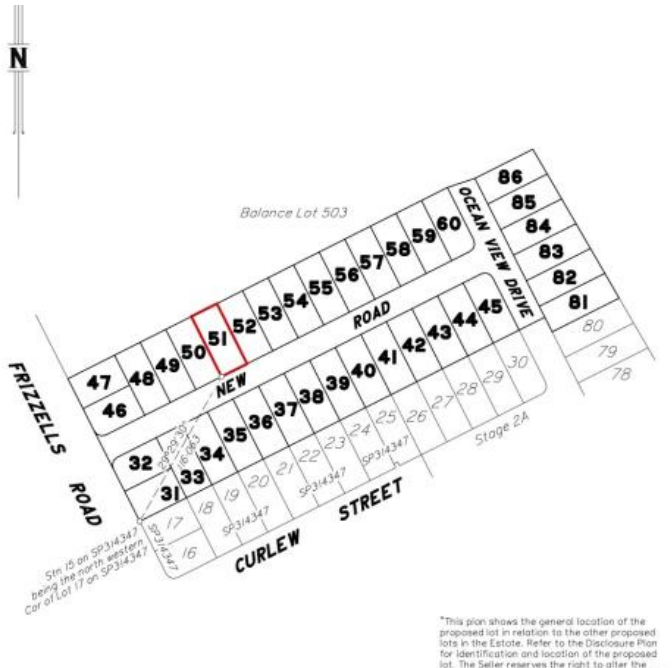 N
Balance Lot 503
86
85
84
83
82
81
80
79
78
OCEAN VIEW DRIVE
60
59
58
57
56
55
54
53
52
51
50
49
48
47
46
NEW
ROAD
45
44
43
42
41
40
39
38
37
36
35
34
33
32
31
30
29
28
27
26
25
24
23
22
21
20
19
18
17
16
29°29'30"
116·063
SP314347
SP314347
SP314347
SP314347
Stage 2A
FRIZZELLS
ROAD
CURLEW
STREET
Stn 15 on SP314347
being the north western
Cor of Lot 17 on SP314347
"This plan shows the general location of the
proposed lot in relation to the other proposed
lots in the Estate. Refer to the Disclosure Plan
for identification and location of the proposed
lot. The Seller reserves the right to alter the